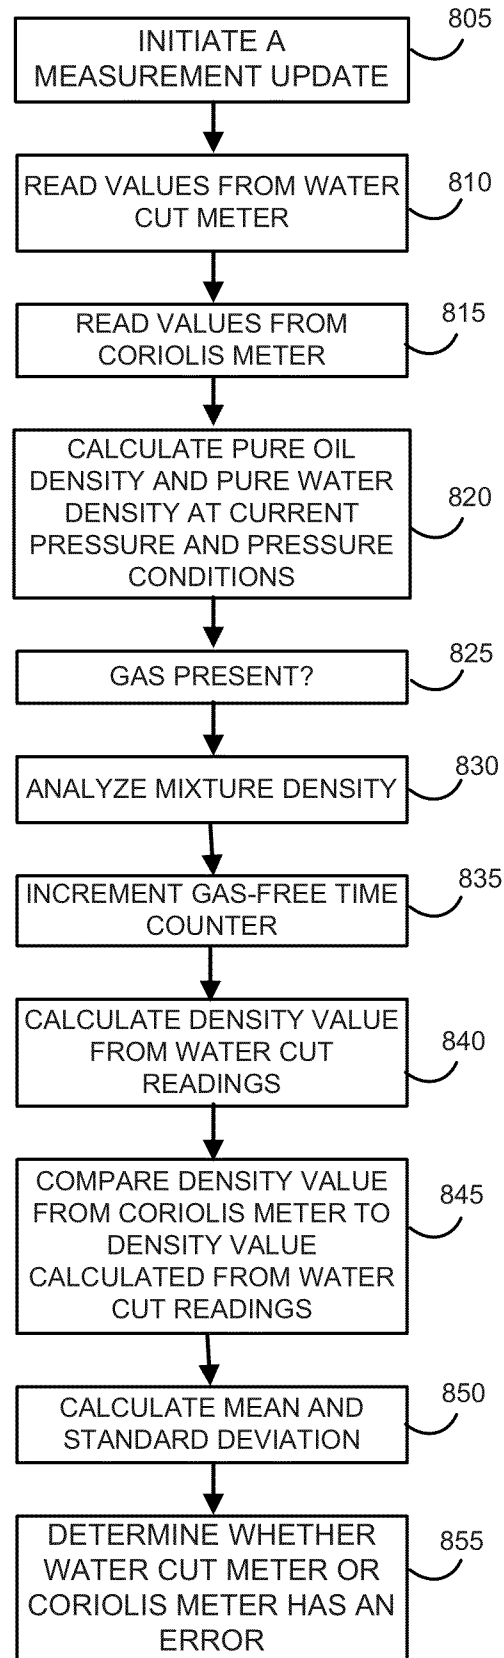 805
INITIATE A
MEASUREMENT UPDATE
810
READ VALUES FROM WATER
CUT METER
815
READ VALUES FROM
CORIOLIS METER
820
CALCULATE PURE OIL
DENSITY AND PURE WATER
DENSITY AT CURRENT
PRESSURE AND PRESSURE
CONDITIONS
825
GAS PRESENT?
830
ANALYZE MIXTURE DENSITY
835
INCREMENT GAS-FREE TIME
COUNTER
840
CALCULATE DENSITY VALUE
FROM WATER CUT
READINGS
845
COMPARE DENSITY VALUE
FROM CORIOLIS METER TO
DENSITY VALUE
CALCULATED FROM WATER
CUT READINGS
850
CALCULATE MEAN AND
STANDARD DEVIATION
855
DETERMINE WHETHER
WATER CUT METER OR
CORIOLIS METER HAS AN
ERROR